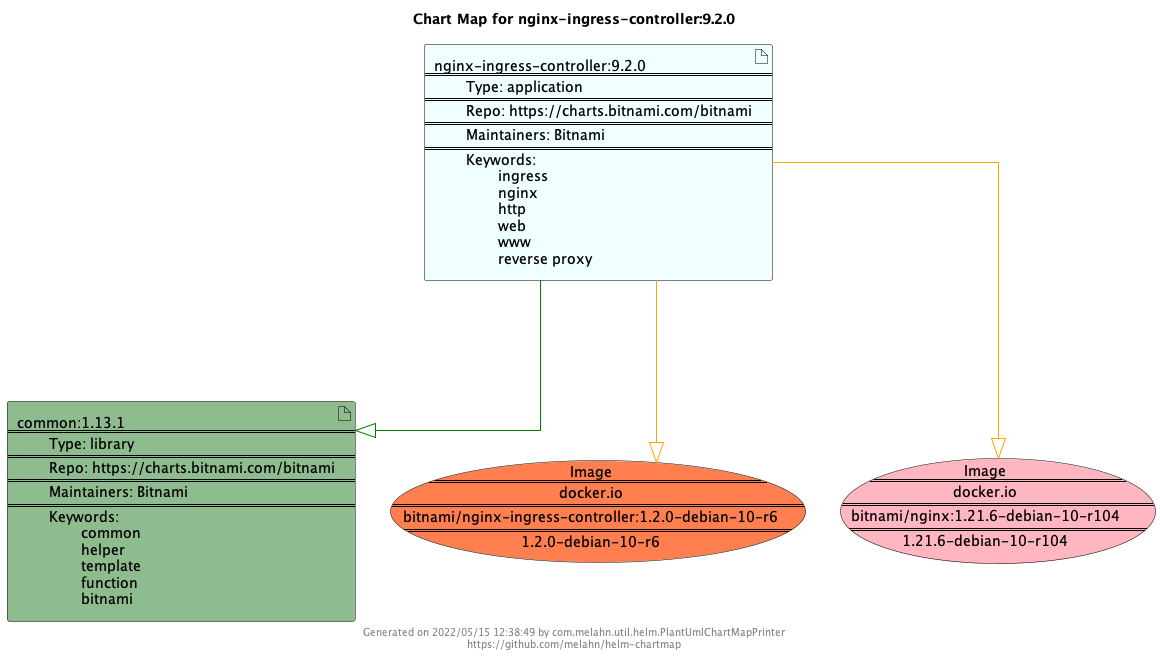 Chart Map for nginx-ingress-controller:9.2.0
nginx-ingress-controller:9.2.0
Type: application
Repo: https://charts.bitnami.com/bitnami
Maintainers: Bitnami
Keywords:
ingress
nginx
http
web
www
reverse proxy
common:1.13.1
Type: library
Repo: https://charts.bitnami.com/bitnami
Maintainers: Bitnami
Keywords:
common
helper
template
function
bitnami
Image
docker.io
bitnami/nginx-ingress-controller:1.2.0-debian-10-r6
1.2.0-debian-10-r6
Image
docker.io
bitnami/nginx:1.21.6-debian-10-r104
1.21.6-debian-10-r104
Generated on 2022/05/15 12:38:49 by com.melahn.util.helm.PlantUmlChartMapPrinter
https://github.com/melahn/helm-chartmap